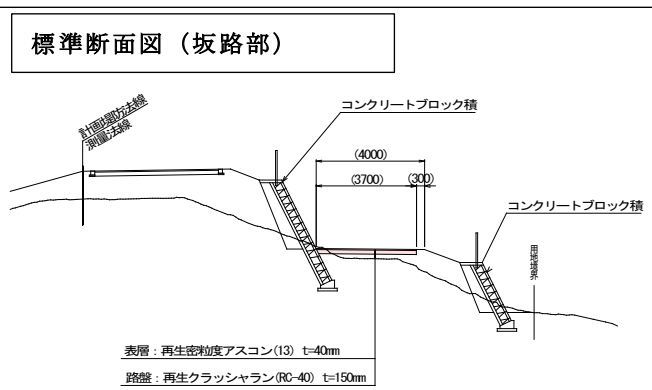 標準断面図（坂路部）
計画堤防法線
測量法線
コンクリートブロック積
(4000)
(3700)
(300)
コンクリートブロック積
用地境界
表層：再生密粒度アスコン(13) t=40mm
路盤：再生クラッシャラン(RC-40) t=150mm